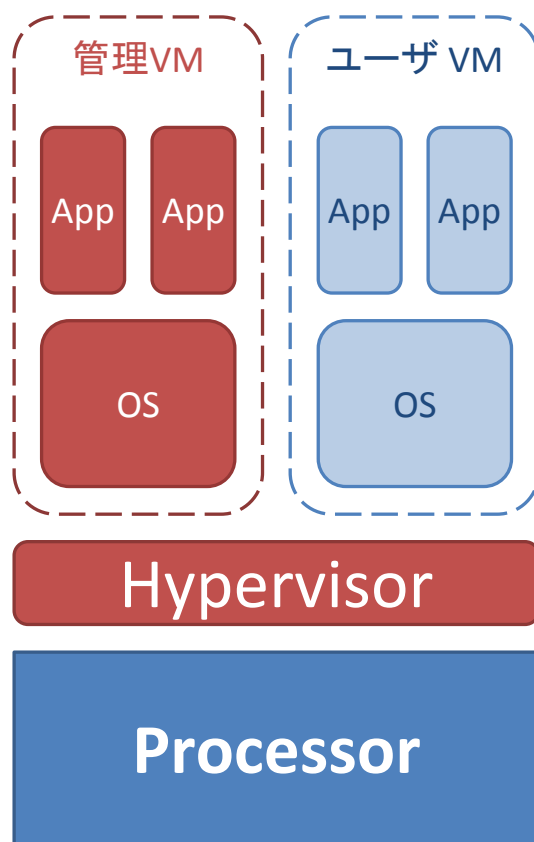 管理VM
ユーザ VM
App
App
App
App
OS
OS
Hypervisor
Processor